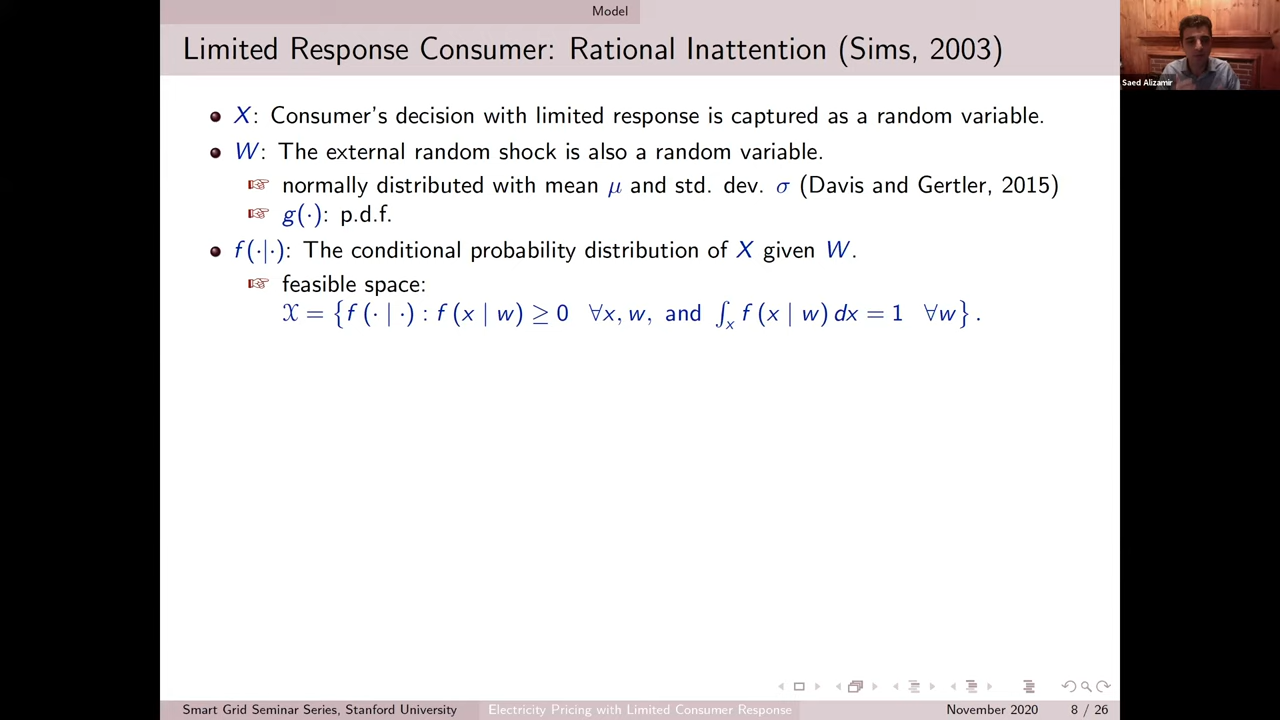 Model
Limited Response Consumer: Rational Inattention (Sims, 2003)
Saed Alizamir
X: Consumer's decision with limited response is captured as a random variable.
W: The external random shock is also a random variable.
normally distributed with mean μ and std. dev. σ (Davis and Gertler, 2015)
g(·): p.d.f.
f(·|·): The conditional probability distribution of X given W.
feasible space:
𝒳 = {f (· | ·) : f (x | w) ≥ 0 ∀x, w, and ∫ₓ f (x | w) dx = 1 ∀w} .
Smart Grid Seminar Series, Stanford University Electricity Pricing with Limited Consumer Response November 2020 8 / 26